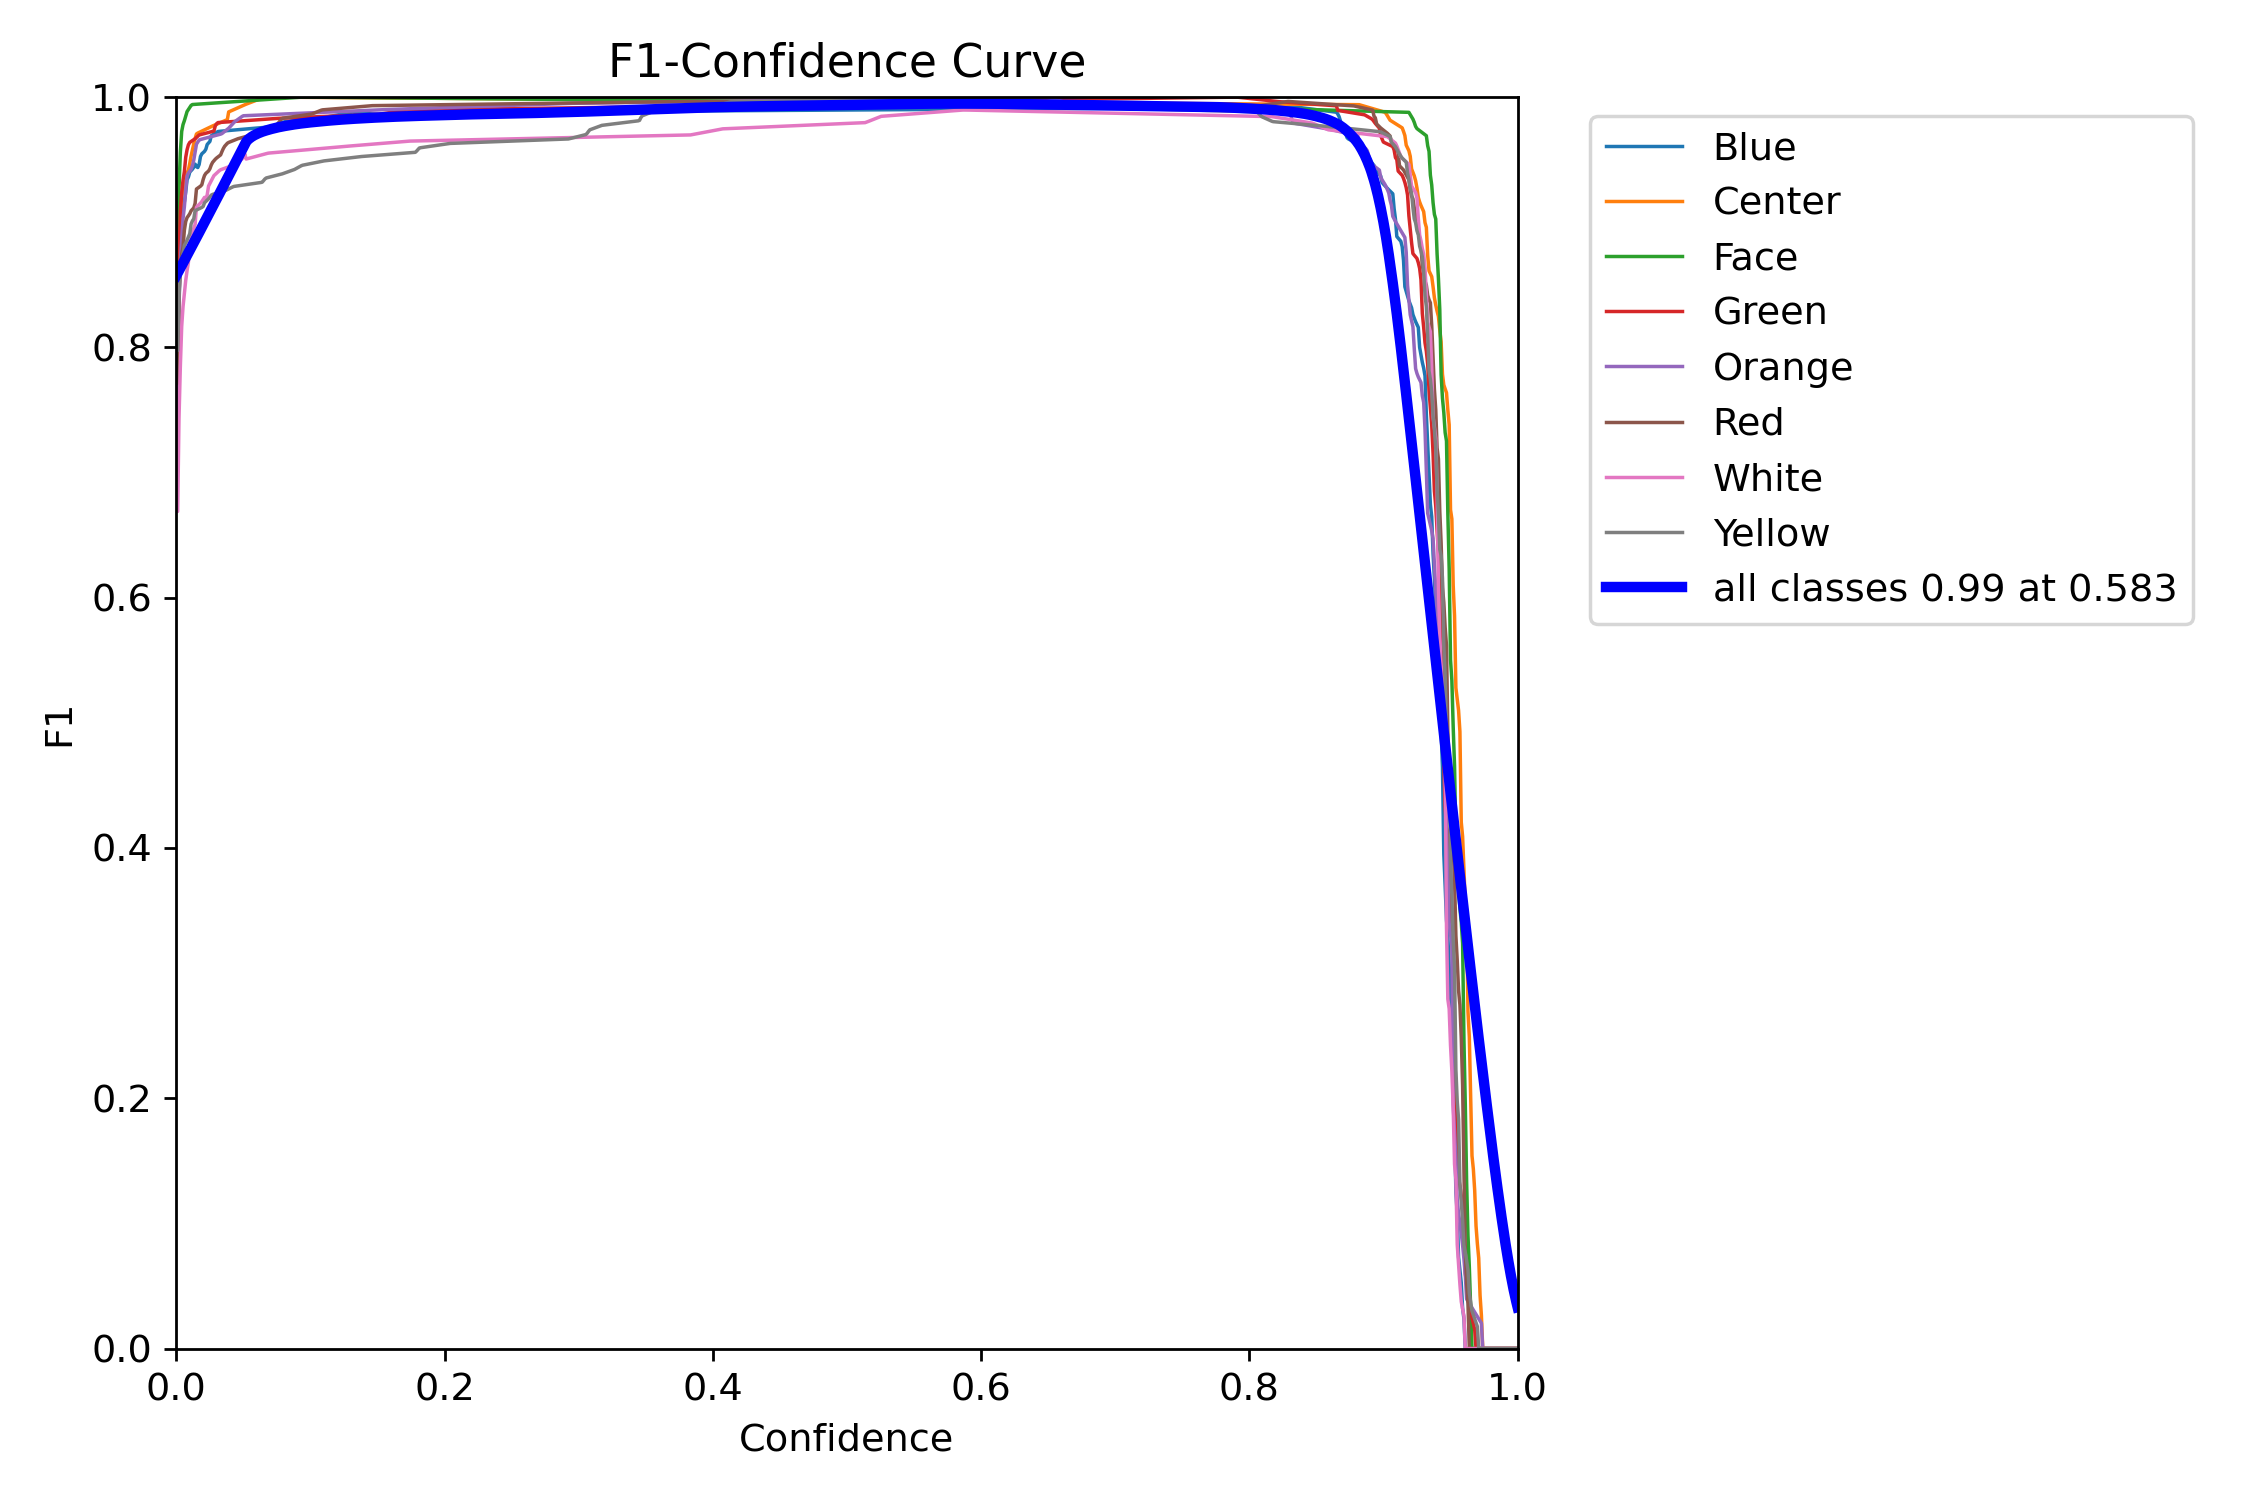 F1-Confidence Curve
1.0
0.8
0.6
0.4
0.2
0.0
F1
0.0 0.2 0.4 0.6 0.8 1.0
Confidence
Blue
Center
Face
Green
Orange
Red
White
Yellow
all classes 0.99 at 0.583